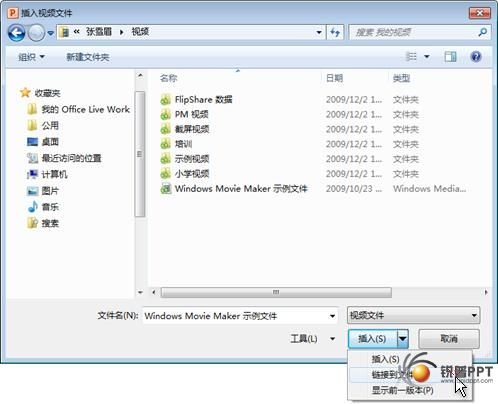 插入视频文件
« 张雪眉 ▸ 视频 ▸
搜索 我的视频
组织 新建文件夹
名称 日期 类型
收藏夹
我的 Office Live Work
公用
桌面
最近访问的位置
计算机
图片
音乐
搜索
FlipShare 数据 2009/12/2 1... 文件夹
PM 视频 2009/12/2 1... 文件夹
截屏视频 2009/12/2 1... 文件夹
培训 2009/12/2 1... 文件夹
示例视频 2009/12/2 1... 文件夹
小学视频 2009/12/2 1... 文件夹
Windows Movie Maker 示例文件 2009/10/23 ... Windows Media...
文件名(N): Windows Movie Maker 示例文件 视频文件
工具(L) 插入(S) 取消
插入(S)
链接到文件
显示前一版本(P)
锐普PPT